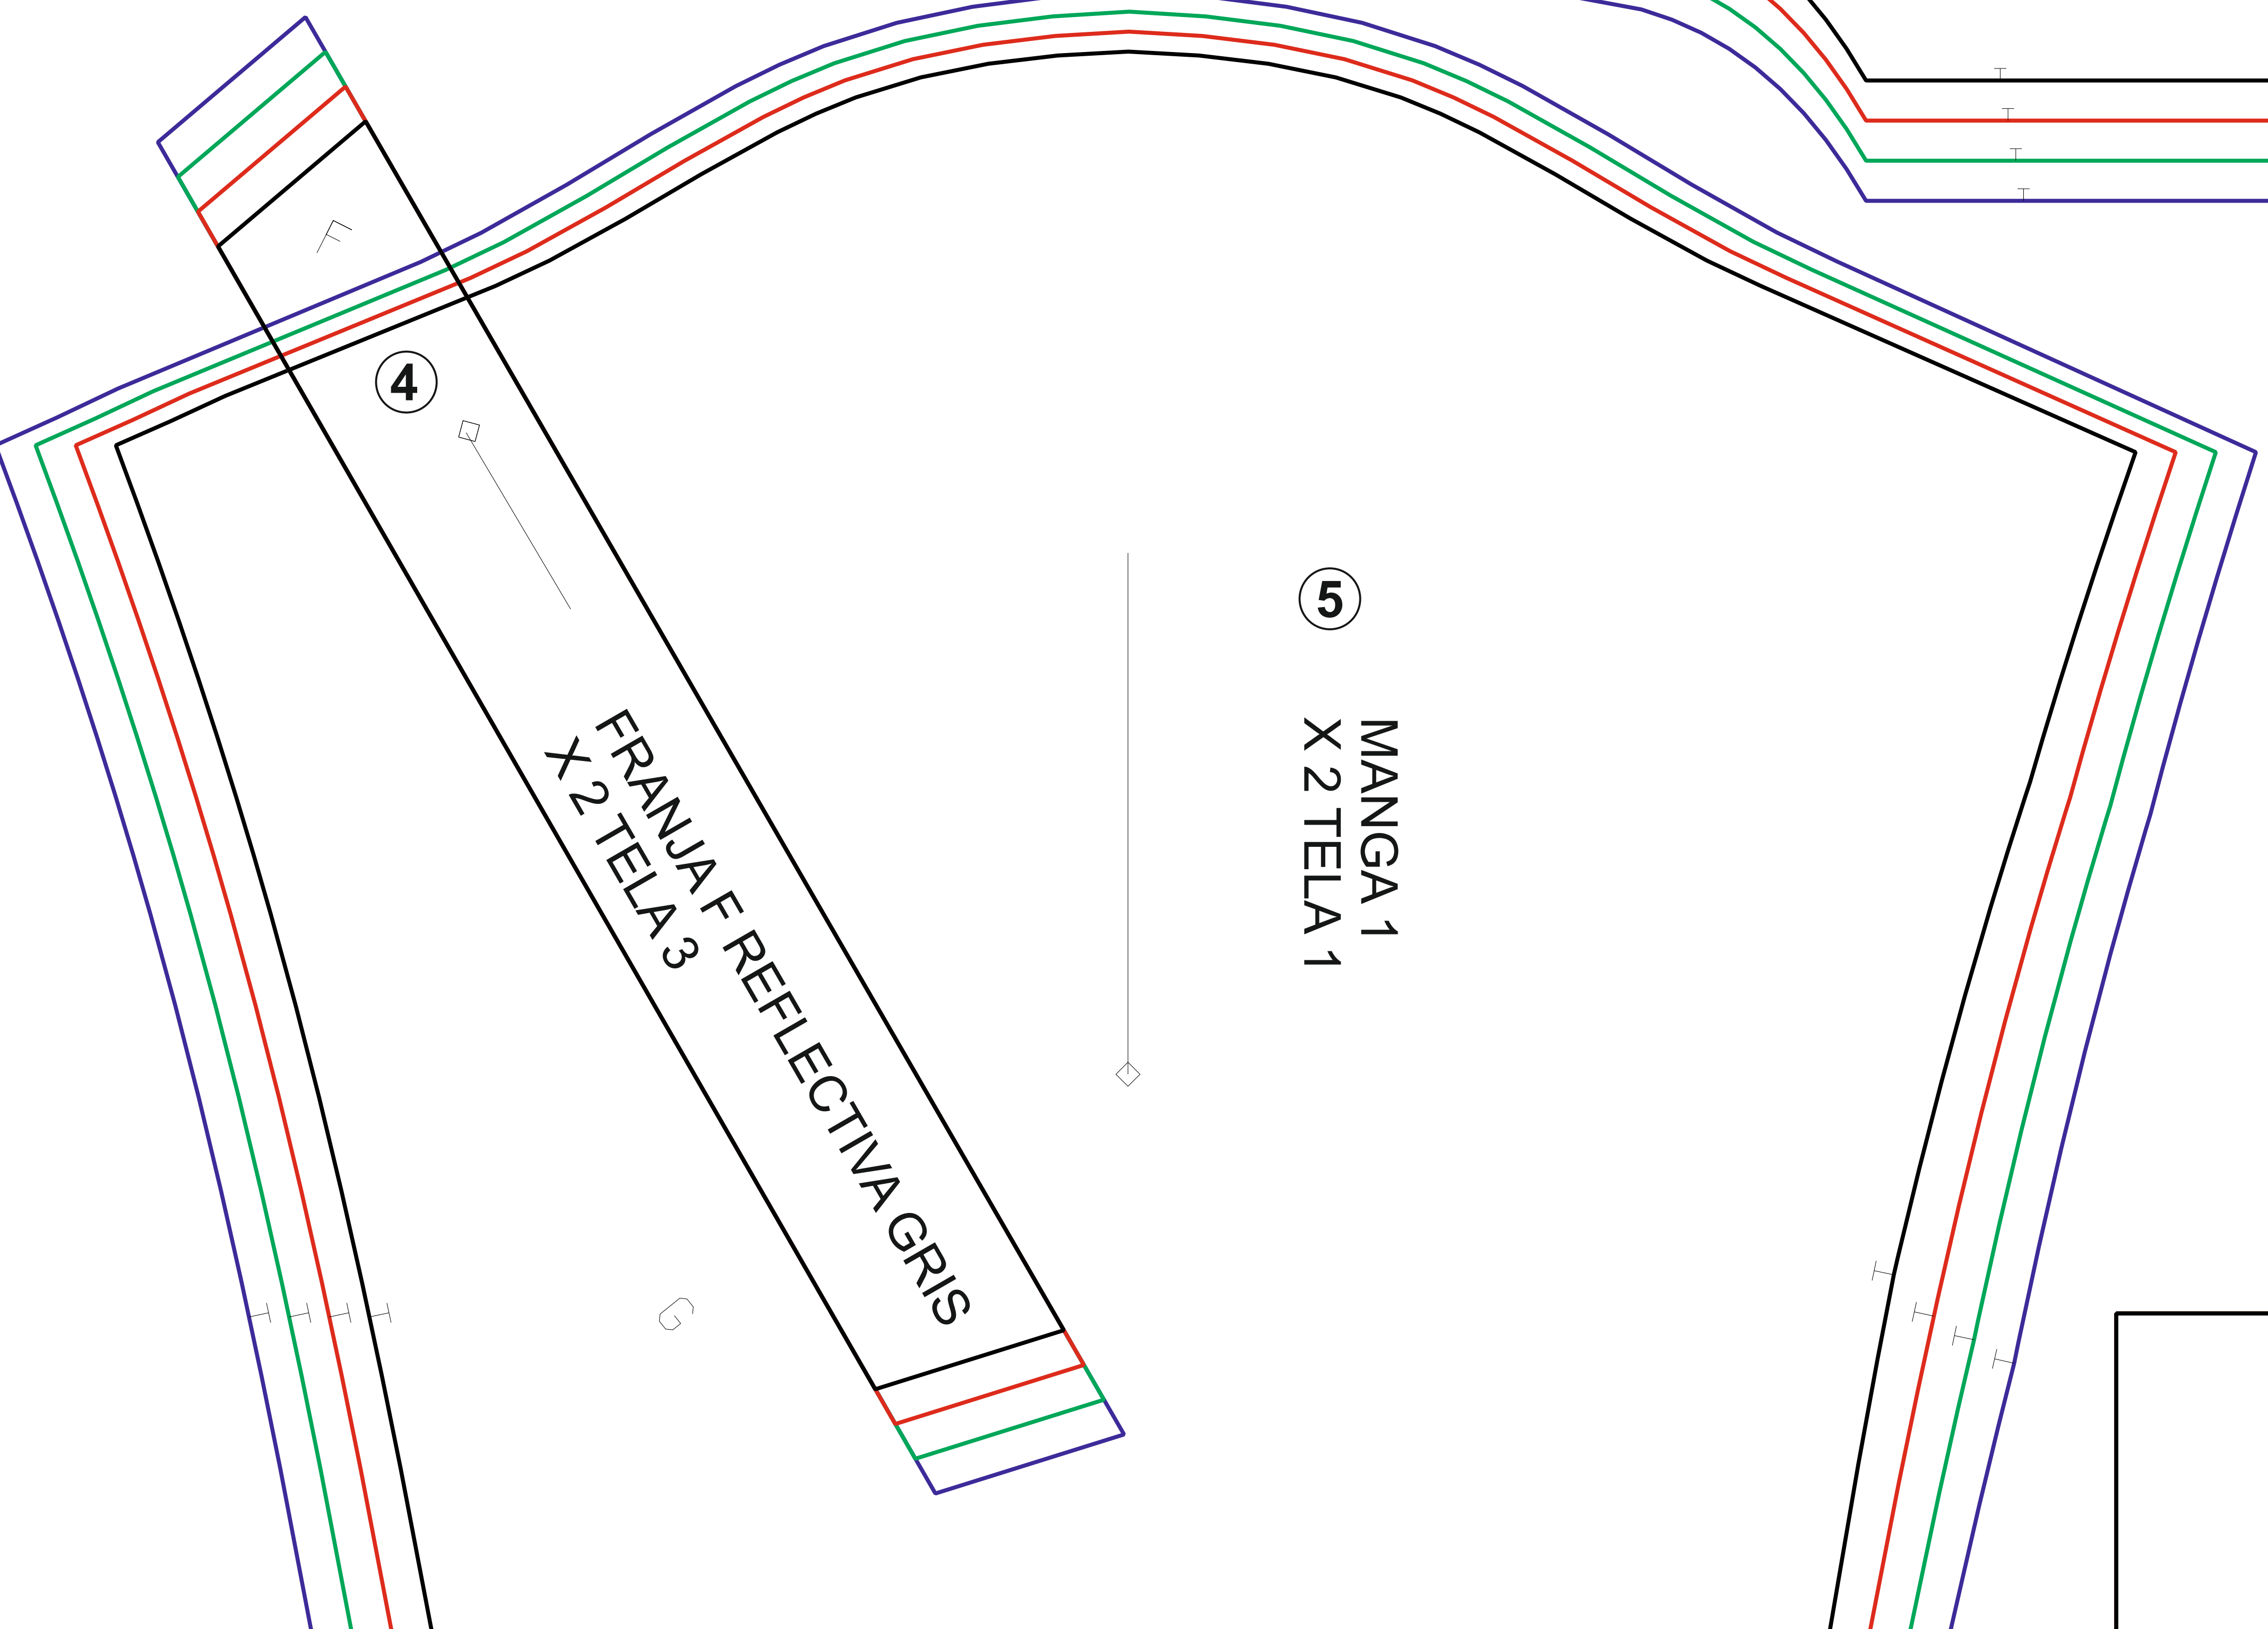 4
FRANJA F REFLECTIVA GRIS
X 2 TELA 3
5
MANGA 1
X 2 TELA 1